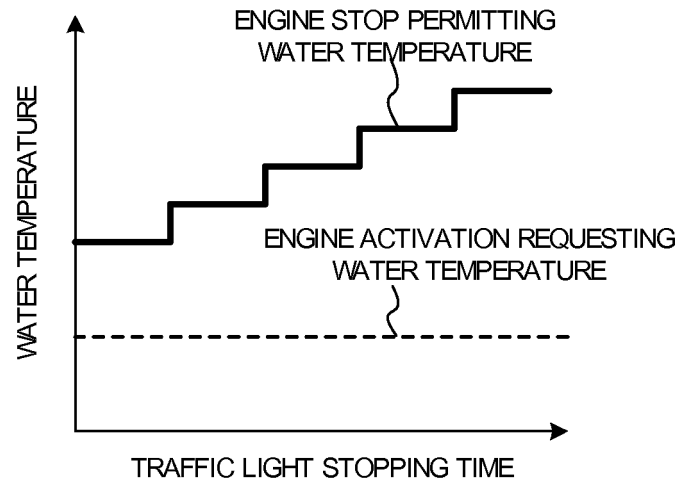 ENGINE STOP PERMITTING
WATER TEMPERATURE
WATER TEMPERATURE
ENGINE ACTIVATION REQUESTING
WATER TEMPERATURE
TRAFFIC LIGHT STOPPING TIME